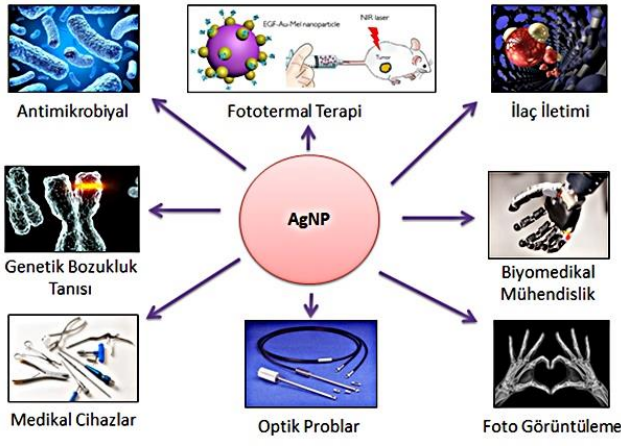 EGF-Au-Mel nanoparticle
NIR laser
Tumor
Antimikrobiyal
Fototermal Terapi
İlaç İletimi
AgNP
Genetik Bozukluk
Tanısı
Biyomedikal
Mühendislik
Medikal Cihazlar
Optik Problar
Foto Görüntüleme